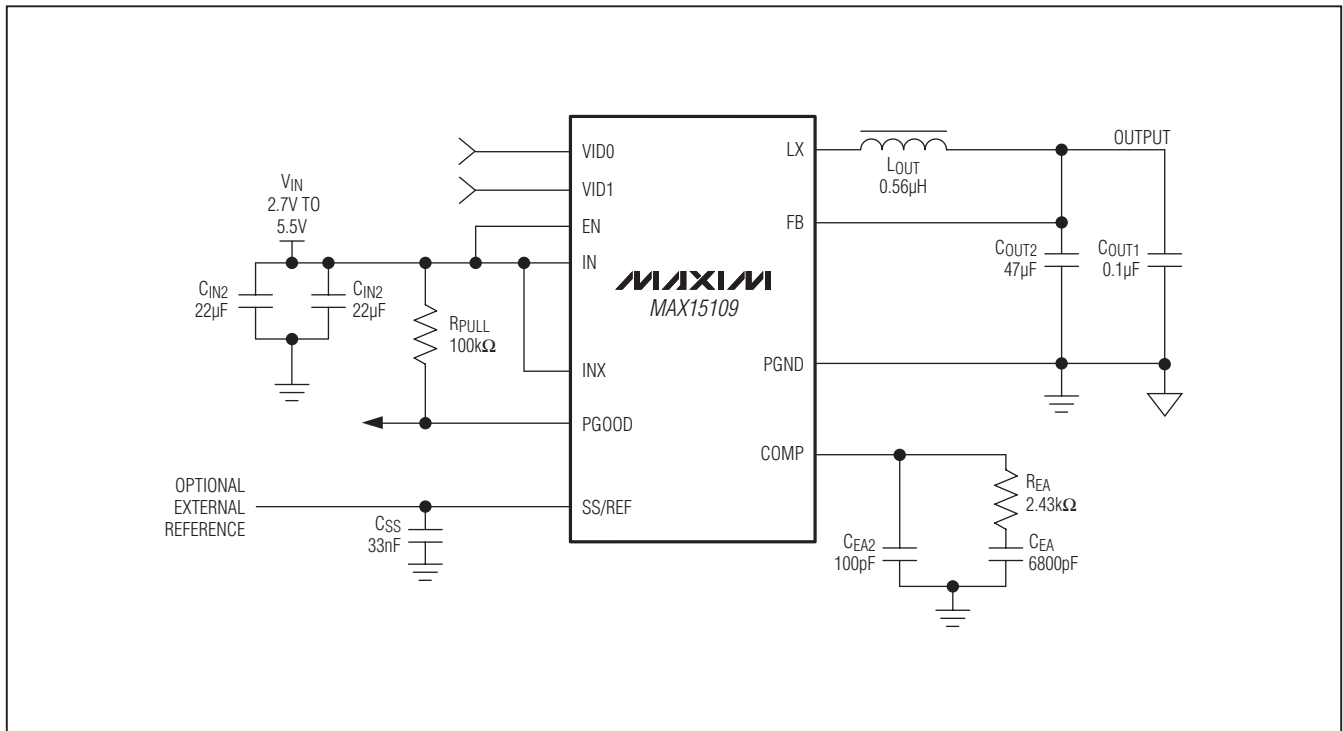 VID0
VID1
EN
IN
INX
PGOOD
SS/REF
LX
FB
PGND
COMP
MAXIM
MAX15109
VIN
2.7V TO
5.5V
CIN2
22µF
CIN2
22µF
RPULL
100kΩ
OPTIONAL
EXTERNAL
REFERENCE
CSS
33nF
LOUT
0.56µH
OUTPUT
COUT2
47µF
COUT1
0.1µF
REA
2.43kΩ
CEA2
100pF
CEA
6800pF